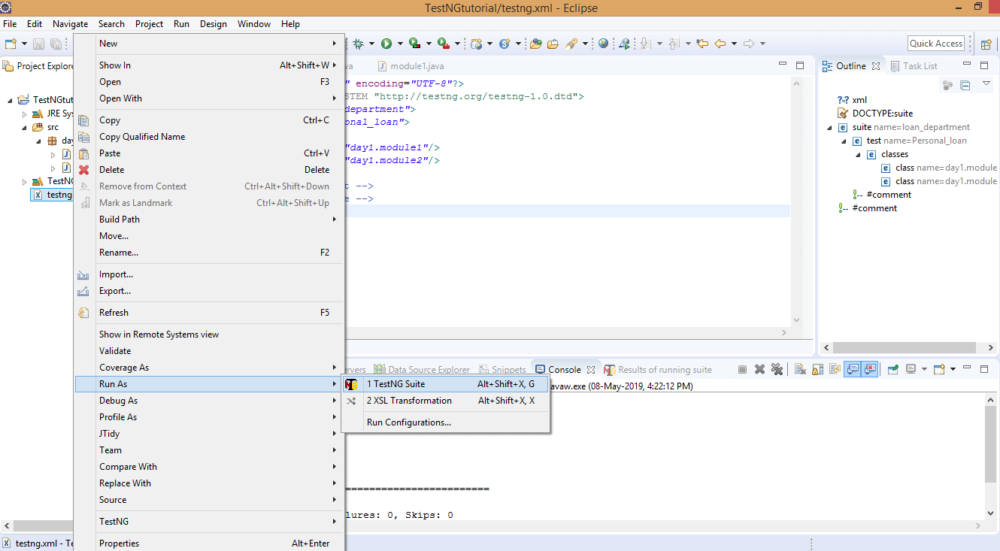 TestNGtutorial/testng.xml - Eclipse
File Edit Navigate Search Project Run Design Window Help
Quick Access
Project Explore
TestNGtut
JRE Sys
src
day
TestNG
testng
New
Show In Alt+Shift+W
Open F3
Open With
Copy Ctrl+C
Copy Qualified Name
Paste Ctrl+V
Delete Delete
Remove from Context Ctrl+Alt+Shift+Down
Mark as Landmark Ctrl+Alt+Shift+Up
Build Path
Move...
Rename... F2
Import...
Export...
Refresh F5
Show in Remote Systems view
Validate
Coverage As
Run As
Debug As
Profile As
JTidy
Team
Compare With
Replace With
Source
TestNG
Properties Alt+Enter
1 TestNG Suite Alt+Shift+X, G
2 XSL Transformation Alt+Shift+X, X
Run Configurations...
va module1.java
" encoding="UTF-8"?>
STEM "http://testng.org/testng-1.0.dtd">
department">
onal_loan">
"day1.module1"/>
"day1.module2"/>
t -->
e -->
Outline Task List
?-? xml
DOCTYPE:suite
suite name=loan_department
test name=Personal_loan
classes
class name=day1.module
class name=day1.module
#comment
#comment
ervers Data Source Explorer Snippets Console Results of running suite
avaw.exe (08-May-2019, 4:22:12 PM)
========================
lures: 0, Skips: 0
testng.xml - Te